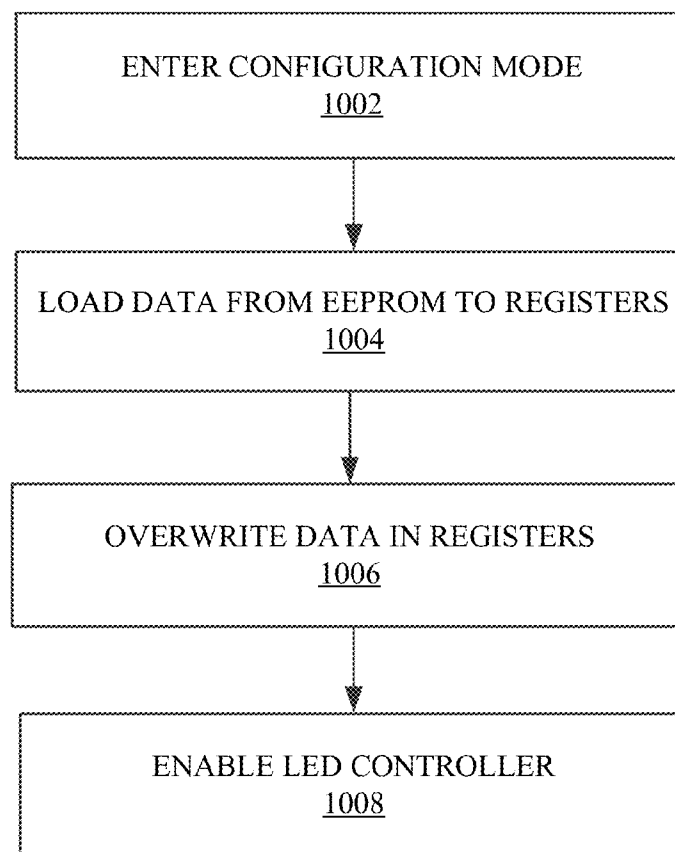 ENTER CONFIGURATION MODE
1002
LOAD DATA FROM EEPROM TO REGISTERS
1004
OVERWRITE DATA IN REGISTERS
1006
ENABLE LED CONTROLLER
1008